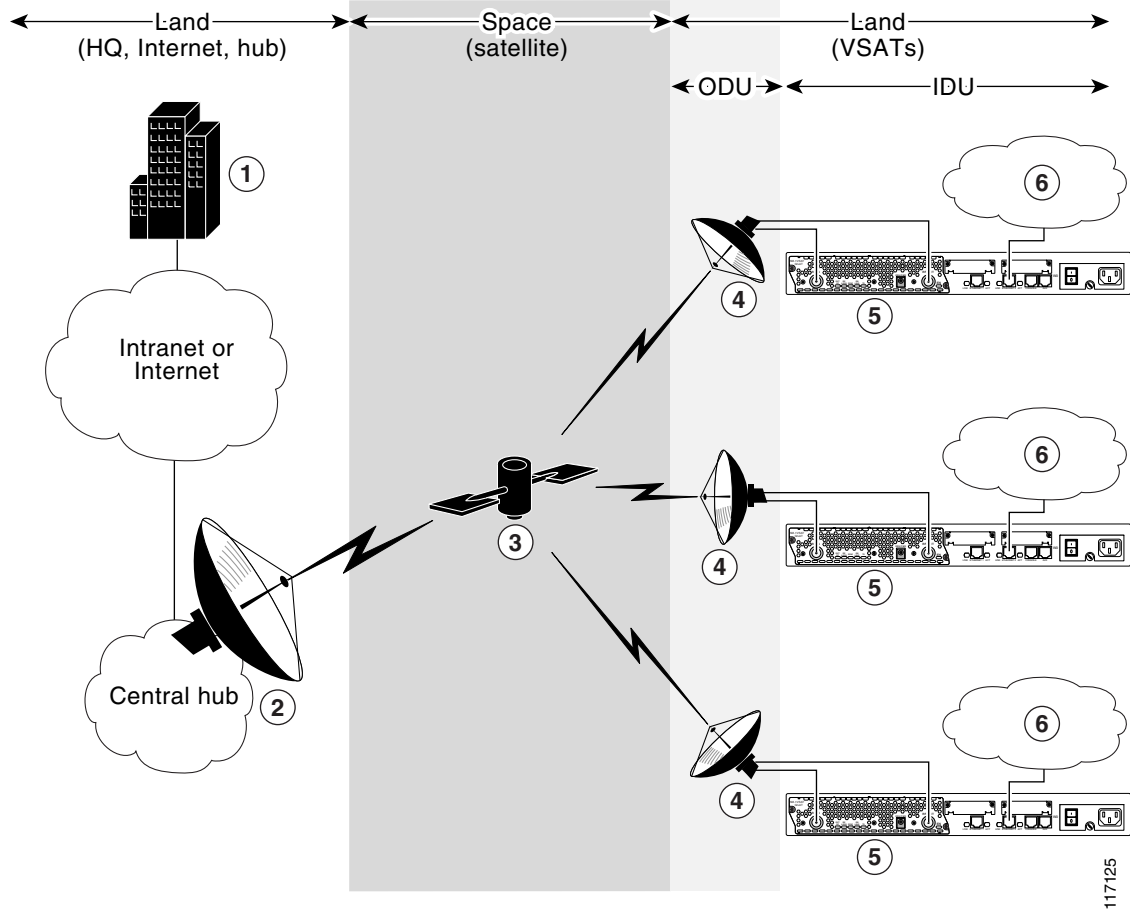 Land
(HQ, Internet, hub)
Space
(satellite)
Land
(VSATs)
ODU
IDU
1
6
4
5
Intranet or
Internet
6
3
4
5
Central hub
2
6
4
5
117125